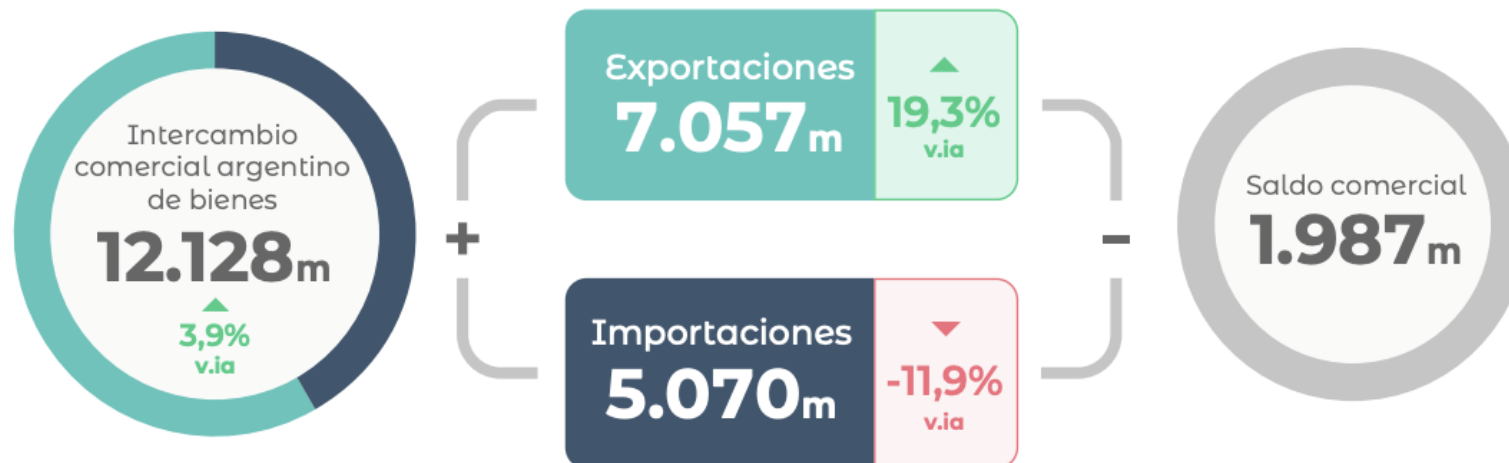 Intercambio
comercial argentino
de bienes
12.128m
3,9%
v.ia
+
Exportaciones
7.057m
19,3%
v.ia
Importaciones
5.070m
-11,9%
v.ia
-
Saldo comercial
1.987m